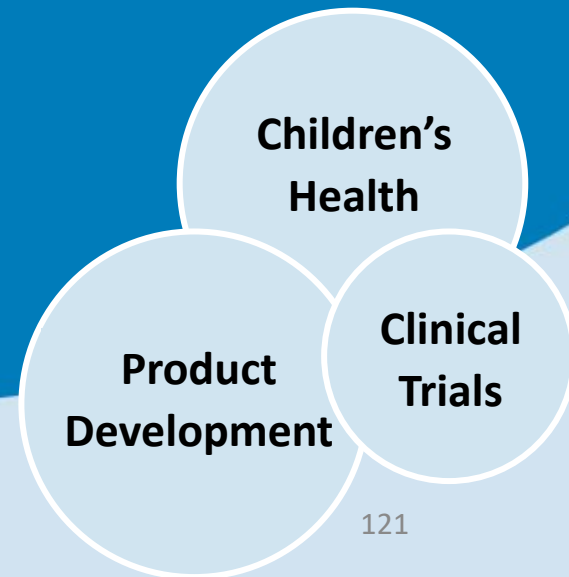 Children’s
Health
Clinical
Trials
Product
Development
121